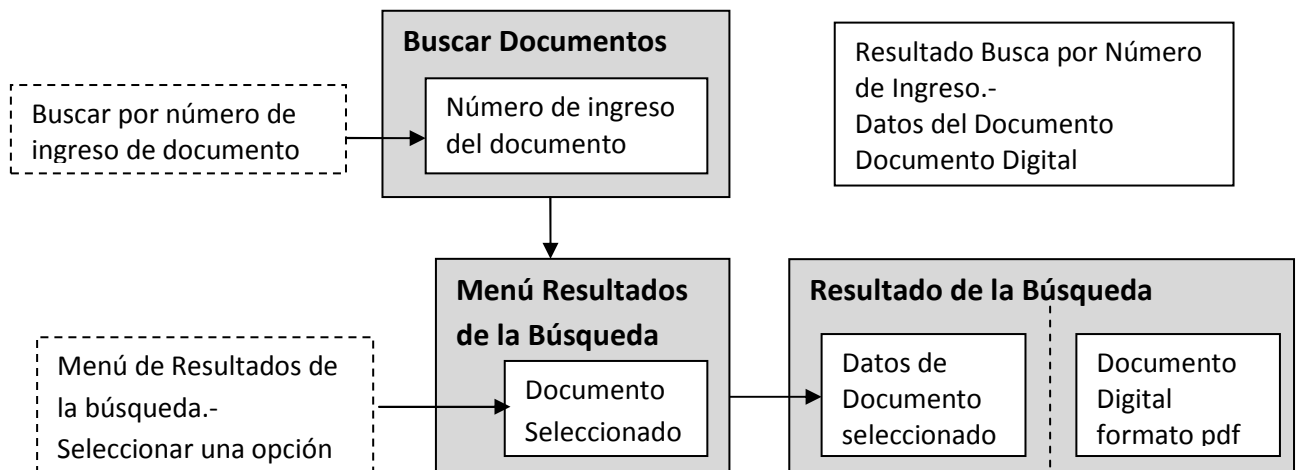 Buscar Documentos
Buscar por número de
ingreso de documento
Número de ingreso
del documento
Resultado Busca por Número
de Ingreso.-
Datos del Documento
Documento Digital
Menú Resultados
de la Búsqueda
Resultado de la Búsqueda
Menú de Resultados de
la búsqueda.-
Seleccionar una opción
Documento
Seleccionado
Datos de
Documento
seleccionado
Documento
Digital
formato pdf